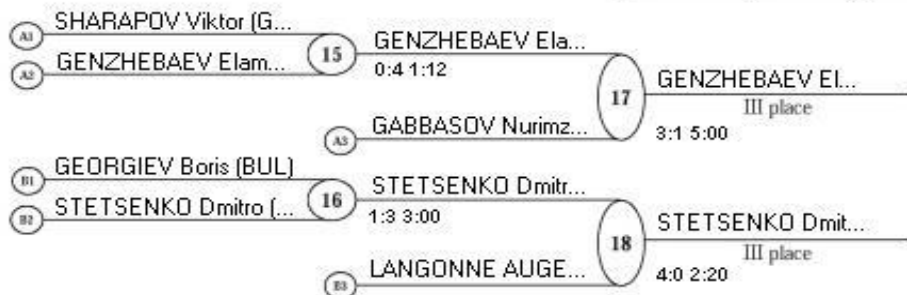 A1 SHARAPOV Viktor (G...
A2 GENZHEBAEV Elam...
15
GENZHEBAEV Ela...
0:4 1:12
A3 GABBASOV Nurimz...
17
GENZHEBAEV El...
III place
3:1 5:00
B1 GEORGIEV Boris (BUL)
B2 STETSENKO Dmitro (...
16
STETSENKO Dmitr...
1:3 3:00
B3 LANGONNE AUGE...
18
STETSENKO Dmit...
III place
4:0 2:20